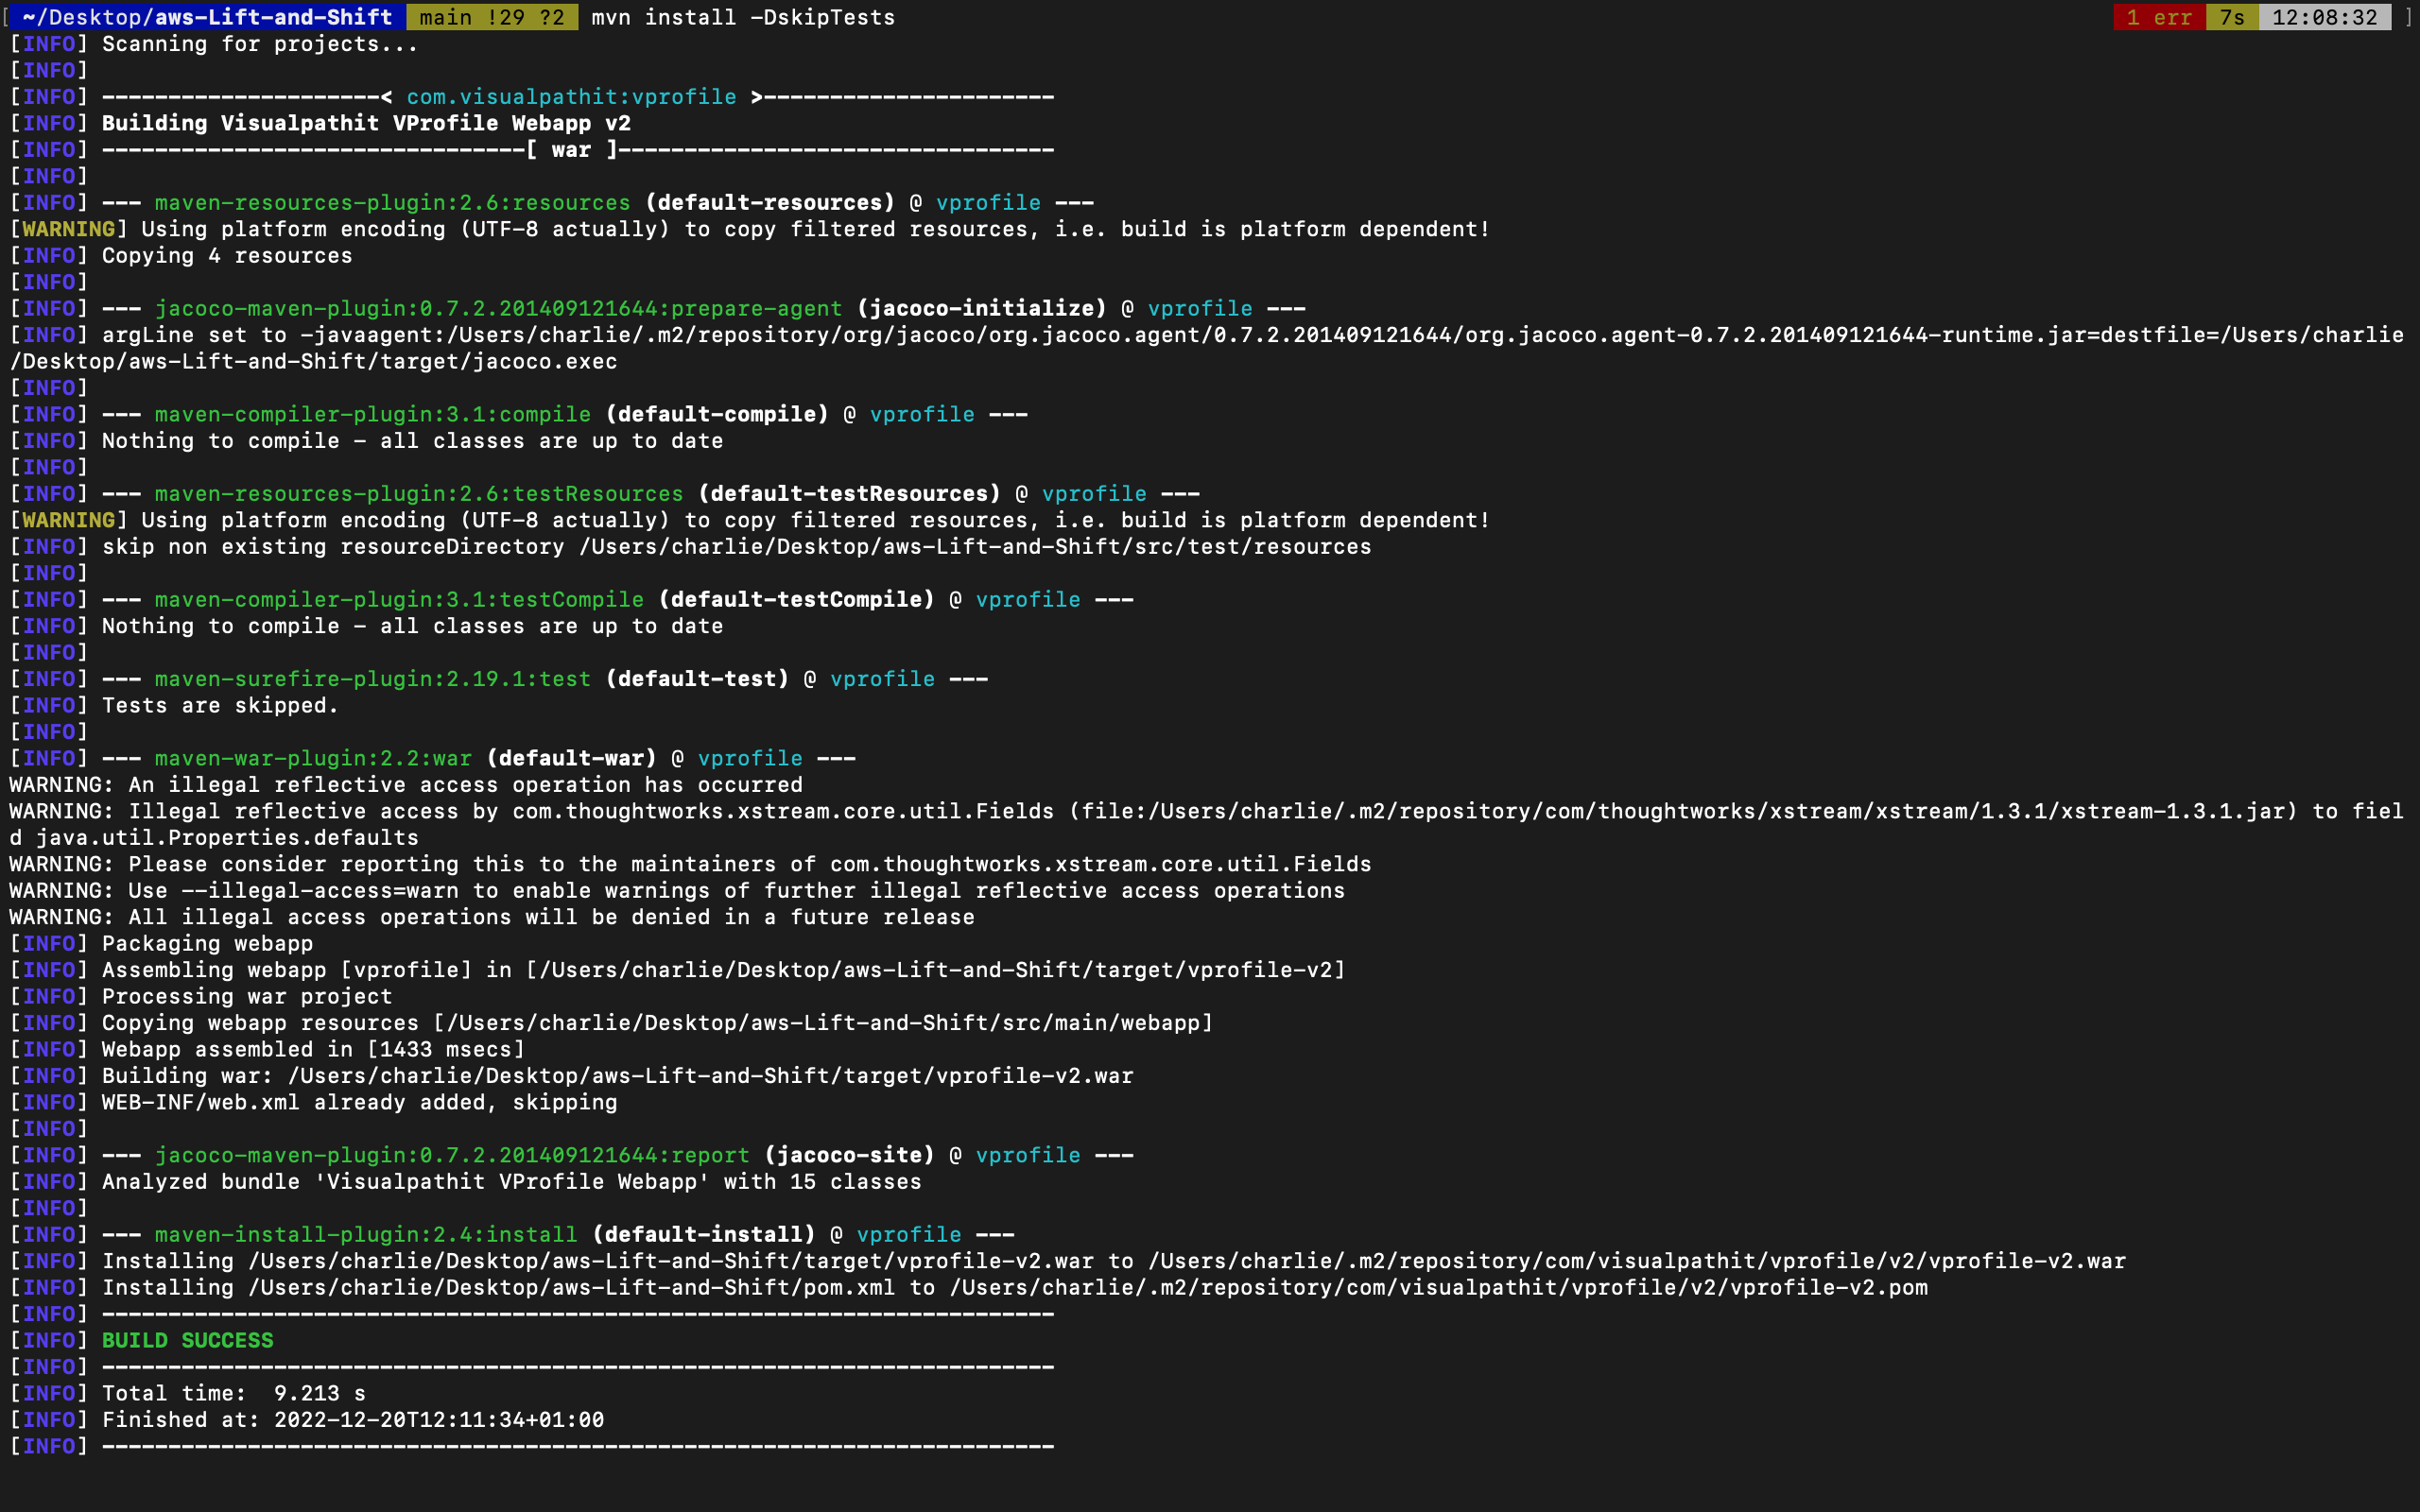 [ ~/Desktop/aws-Lift-and-Shift  main !29 ?2  mvn install -DskipTests  1 err  7s  12:08:32 ]
[INFO] Scanning for projects...
[INFO]
[INFO] ---------------------< com.visualpathit:vprofile >----------------------
[INFO] Building Visualpathit VProfile Webapp v2
[INFO] --------------------------------[ war ]---------------------------------
[INFO]
[INFO] --- maven-resources-plugin:2.6:resources (default-resources) @ vprofile ---
[WARNING] Using platform encoding (UTF-8 actually) to copy filtered resources, i.e. build is platform dependent!
[INFO] Copying 4 resources
[INFO]
[INFO] --- jacoco-maven-plugin:0.7.2.201409121644:prepare-agent (jacoco-initialize) @ vprofile ---
[INFO] argLine set to -javaagent:/Users/charlie/.m2/repository/org/jacoco/org.jacoco.agent/0.7.2.201409121644/org.jacoco.agent-0.7.2.201409121644-runtime.jar=destfile=/Users/charlie
/Desktop/aws-Lift-and-Shift/target/jacoco.exec
[INFO]
[INFO] --- maven-compiler-plugin:3.1:compile (default-compile) @ vprofile ---
[INFO] Nothing to compile - all classes are up to date
[INFO]
[INFO] --- maven-resources-plugin:2.6:testResources (default-testResources) @ vprofile ---
[WARNING] Using platform encoding (UTF-8 actually) to copy filtered resources, i.e. build is platform dependent!
[INFO] skip non existing resourceDirectory /Users/charlie/Desktop/aws-Lift-and-Shift/src/test/resources
[INFO]
[INFO] --- maven-compiler-plugin:3.1:testCompile (default-testCompile) @ vprofile ---
[INFO] Nothing to compile - all classes are up to date
[INFO]
[INFO] --- maven-surefire-plugin:2.19.1:test (default-test) @ vprofile ---
[INFO] Tests are skipped.
[INFO]
[INFO] --- maven-war-plugin:2.2:war (default-war) @ vprofile ---
WARNING: An illegal reflective access operation has occurred
WARNING: Illegal reflective access by com.thoughtworks.xstream.core.util.Fields (file:/Users/charlie/.m2/repository/com/thoughtworks/xstream/xstream/1.3.1/xstream-1.3.1.jar) to fiel
d java.util.Properties.defaults
WARNING: Please consider reporting this to the maintainers of com.thoughtworks.xstream.core.util.Fields
WARNING: Use --illegal-access=warn to enable warnings of further illegal reflective access operations
WARNING: All illegal access operations will be denied in a future release
[INFO] Packaging webapp
[INFO] Assembling webapp [vprofile] in [/Users/charlie/Desktop/aws-Lift-and-Shift/target/vprofile-v2]
[INFO] Processing war project
[INFO] Copying webapp resources [/Users/charlie/Desktop/aws-Lift-and-Shift/src/main/webapp]
[INFO] Webapp assembled in [1433 msecs]
[INFO] Building war: /Users/charlie/Desktop/aws-Lift-and-Shift/target/vprofile-v2.war
[INFO] WEB-INF/web.xml already added, skipping
[INFO]
[INFO] --- jacoco-maven-plugin:0.7.2.201409121644:report (jacoco-site) @ vprofile ---
[INFO] Analyzed bundle 'Visualpathit VProfile Webapp' with 15 classes
[INFO]
[INFO] --- maven-install-plugin:2.4:install (default-install) @ vprofile ---
[INFO] Installing /Users/charlie/Desktop/aws-Lift-and-Shift/target/vprofile-v2.war to /Users/charlie/.m2/repository/com/visualpathit/vprofile/v2/vprofile-v2.war
[INFO] Installing /Users/charlie/Desktop/aws-Lift-and-Shift/pom.xml to /Users/charlie/.m2/repository/com/visualpathit/vprofile/v2/vprofile-v2.pom
[INFO] ------------------------------------------------------------------------
[INFO] BUILD SUCCESS
[INFO] ------------------------------------------------------------------------
[INFO] Total time:  9.213 s
[INFO] Finished at: 2022-12-20T12:11:34+01:00
[INFO] ------------------------------------------------------------------------